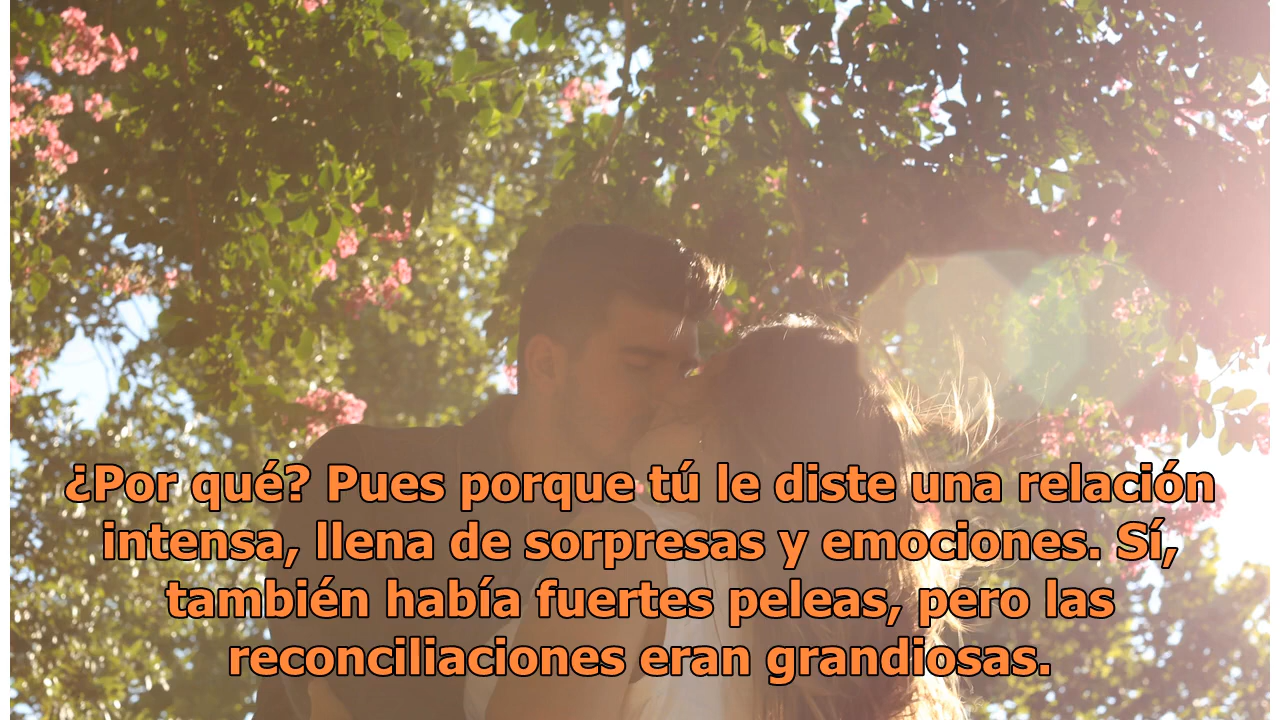 ¿Por qué? Pues porque tú le diste una relación
intensa, llena de sorpresas y emociones. Sí,
también había fuertes peleas, pero las
reconciliaciones eran grandiosas.